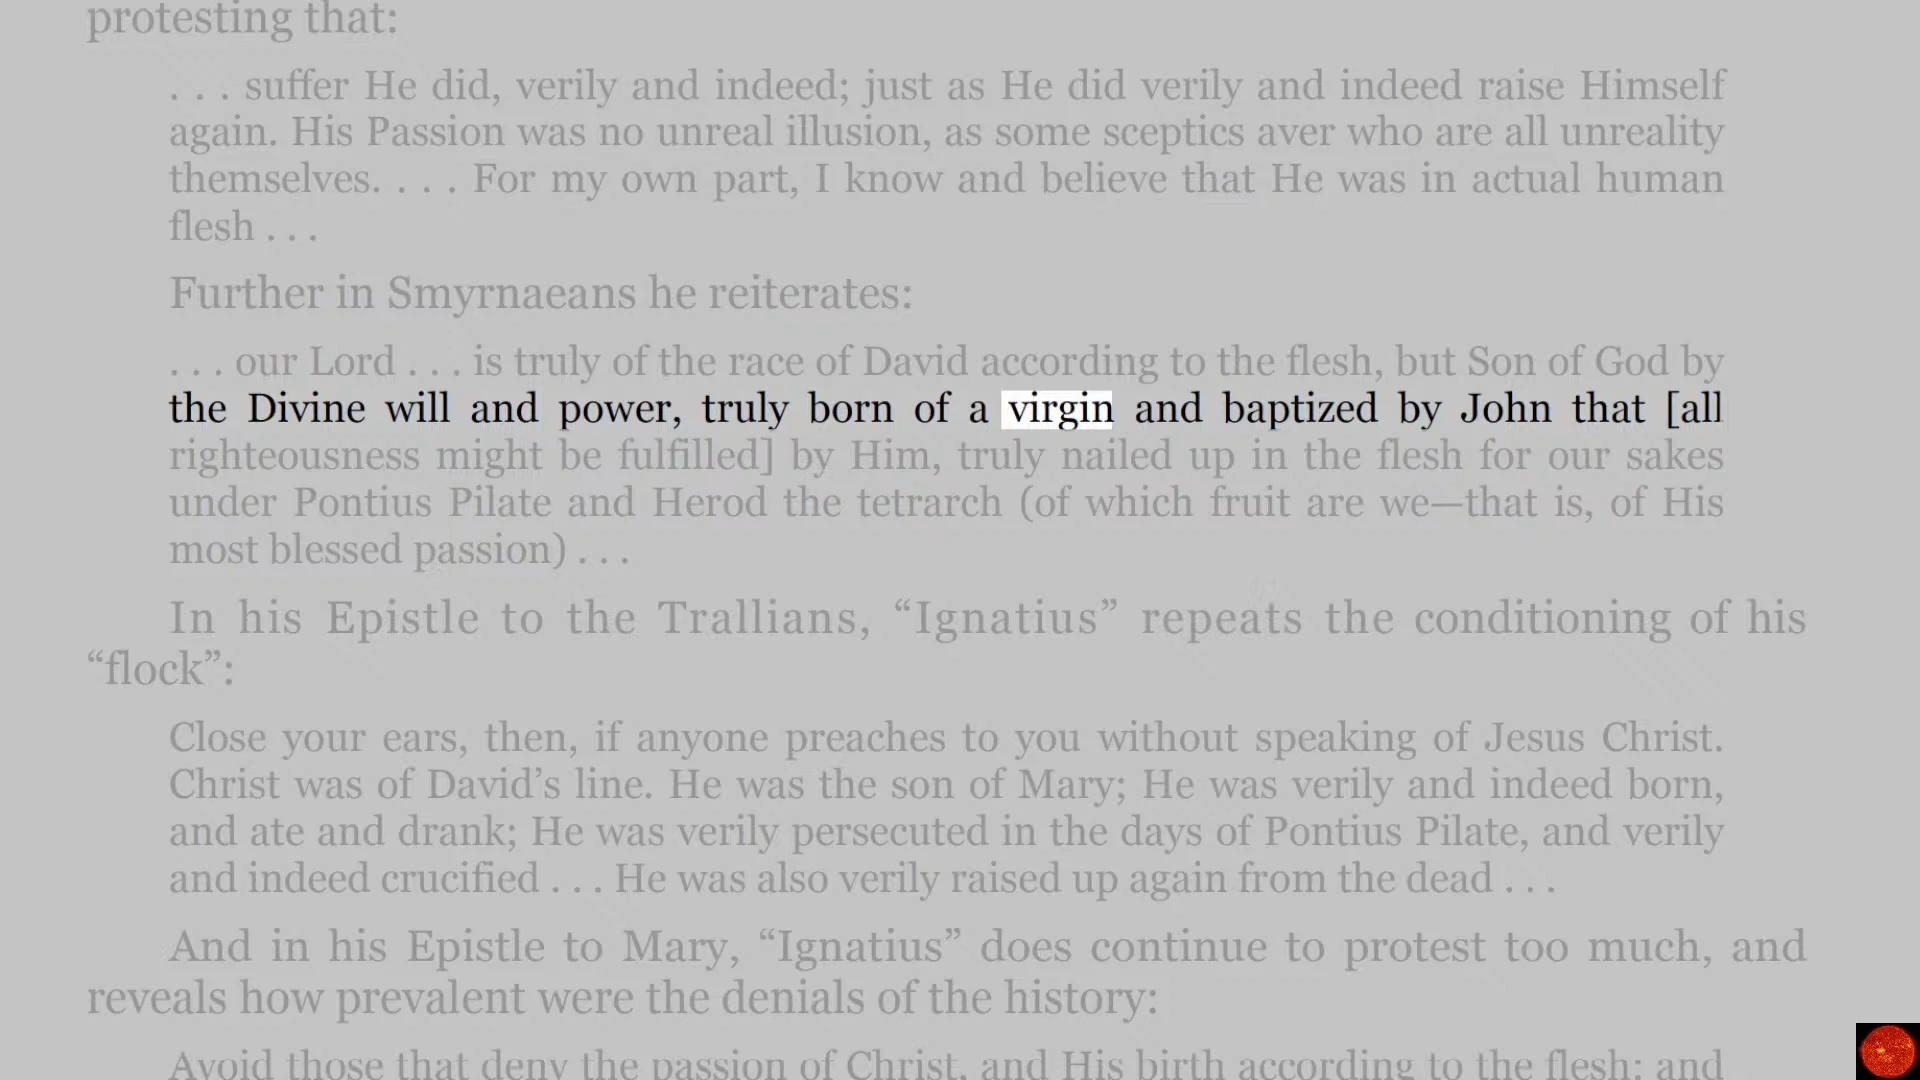 protesting that:
. . . suffer He did, verily and indeed; just as He did verily and indeed raise Himself
again. His Passion was no unreal illusion, as some sceptics aver who are all unreality
themselves. . . . For my own part, I know and believe that He was in actual human
flesh . . .
Further in Smyrnaeans he reiterates:
. . . our Lord . . . is truly of the race of David according to the flesh, but Son of God by
the Divine will and power, truly born of a virgin and baptized by John that [all
righteousness might be fulfilled] by Him, truly nailed up in the flesh for our sakes
under Pontius Pilate and Herod the tetrarch (of which fruit are we—that is, of His
most blessed passion) . . .
In his Epistle to the Trallians, “Ignatius” repeats the conditioning of his
“flock”:
Close your ears, then, if anyone preaches to you without speaking of Jesus Christ.
Christ was of David’s line. He was the son of Mary; He was verily and indeed born,
and ate and drank; He was verily persecuted in the days of Pontius Pilate, and verily
and indeed crucified . . . He was also verily raised up again from the dead . . .
And in his Epistle to Mary, “Ignatius” does continue to protest too much, and
reveals how prevalent were the denials of the history:
Avoid those that deny the passion of Christ, and His birth according to the flesh: and